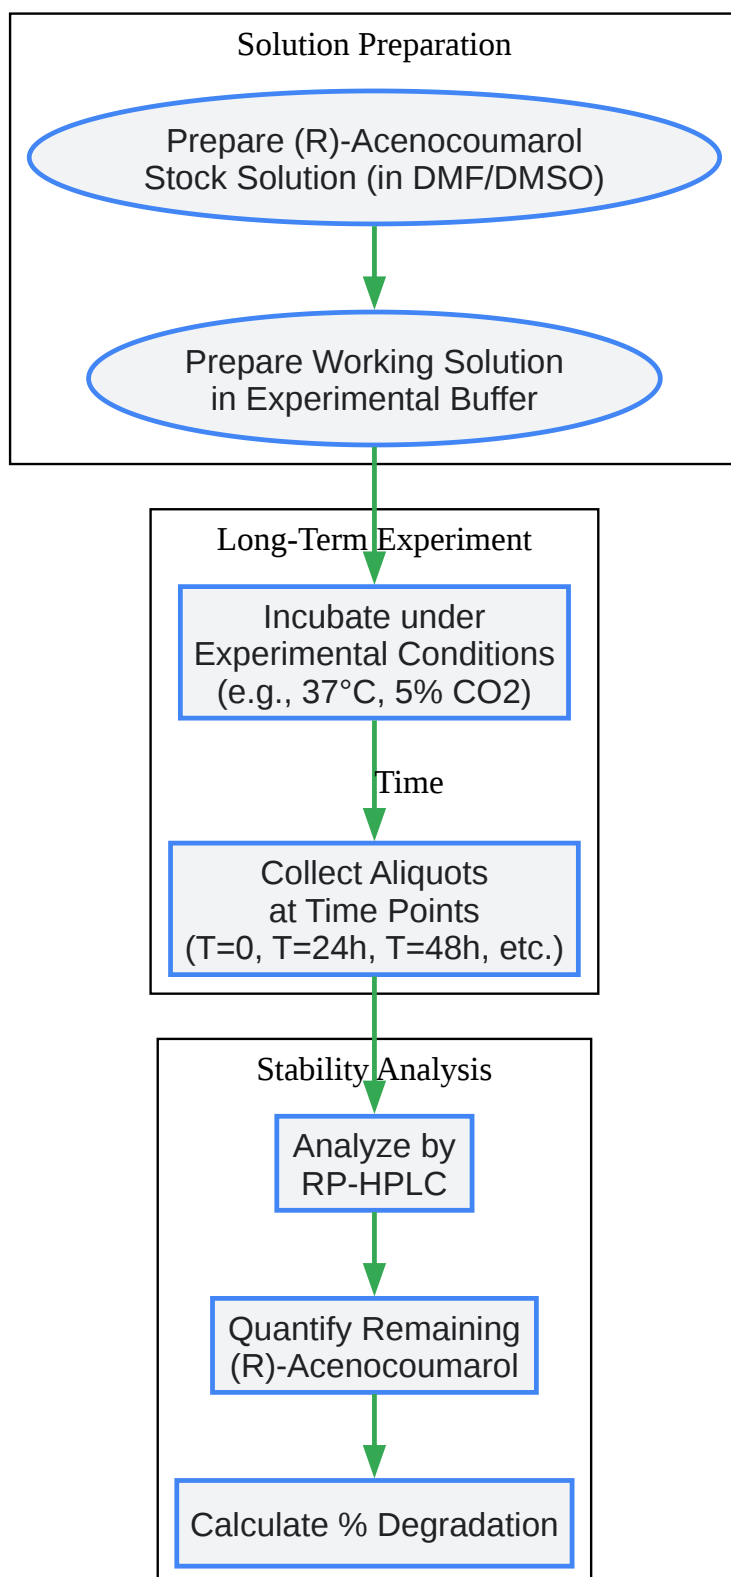 Solution Preparation
Prepare (R)-Acenocoumarol
Stock Solution (in DMF/DMSO)
Prepare Working Solution
in Experimental Buffer
Long-Term Experiment
Incubate under
Experimental Conditions
(e.g., 37°C, 5% CO2)
Time
Collect Aliquots
at Time Points
(T=0, T=24h, T=48h, etc.)
Stability Analysis
Analyze by
RP-HPLC
Quantify Remaining
(R)-Acenocoumarol
Calculate % Degradation